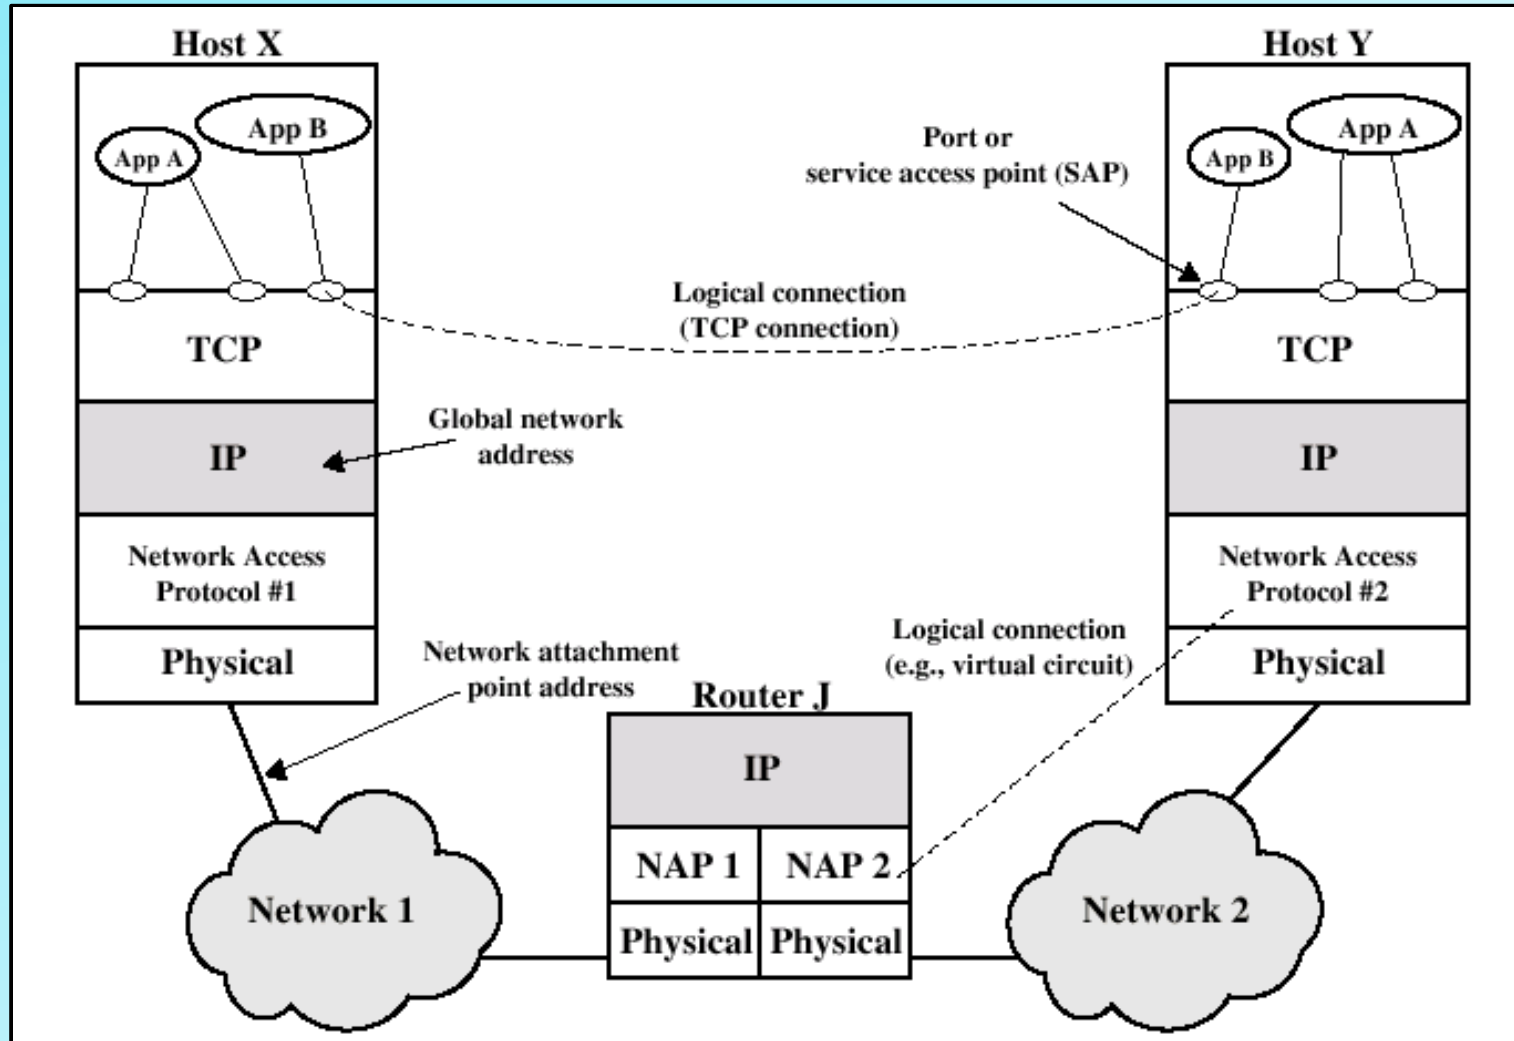 Host X
App A
App B
TCP
IP
Network Access
Protocol #1
Physical
Host Y
App B
App A
TCP
IP
Network Access
Protocol #2
Physical
Port or
service access point (SAP)
Logical connection
(TCP connection)
Global network
address
Network attachment
point address
Logical connection
(e.g., virtual circuit)
Router J
IP
NAP 1
NAP 2
Physical
Physical
Network 1
Network 2